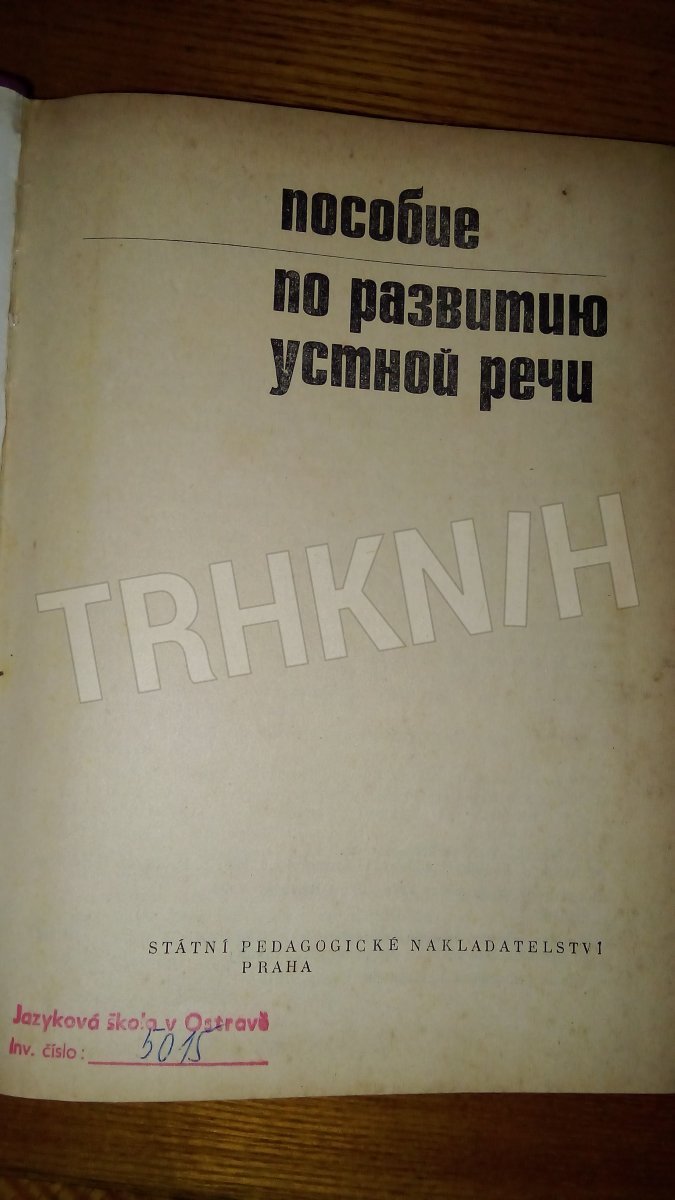 пособие
по развитию
устной речи
TRHKNIH
STÁTNÍ PEDAGOGICKÉ NAKLADATELSTVÍ
PRAHA
Jazyková škola v Ostravě
Inv. číslo: 5015